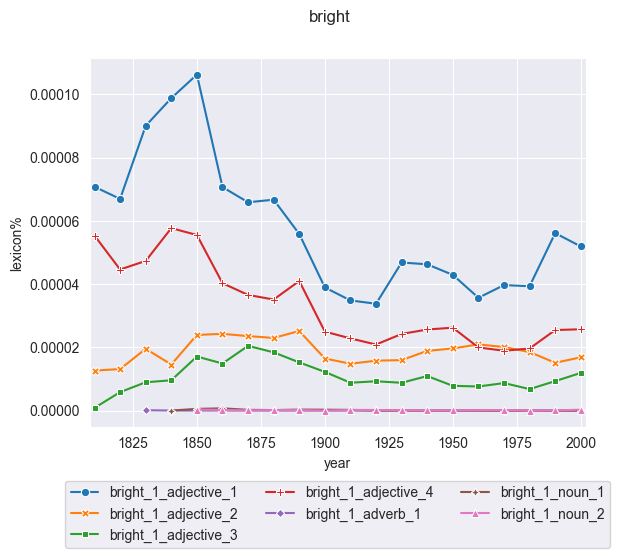 bright
0.00010
0.00008
0.00006
0.00004
0.00002
0.00000
lexicon%
1825 1850 1875 1900 1925 1950 1975 2000
year
bright_1_adjective_1 bright_1_adjective_4 bright_1_noun_1
bright_1_adjective_2 bright_1_adverb_1 bright_1_noun_2
bright_1_adjective_3